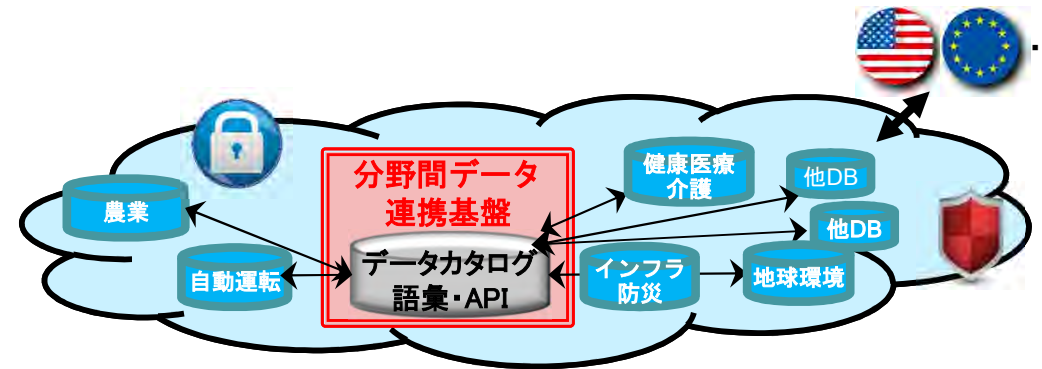 分野間データ
連携基盤
データカタログ
語彙・API
農業
自動運転
健康医療
介護
他DB
他DB
インフラ
防災
地球環境